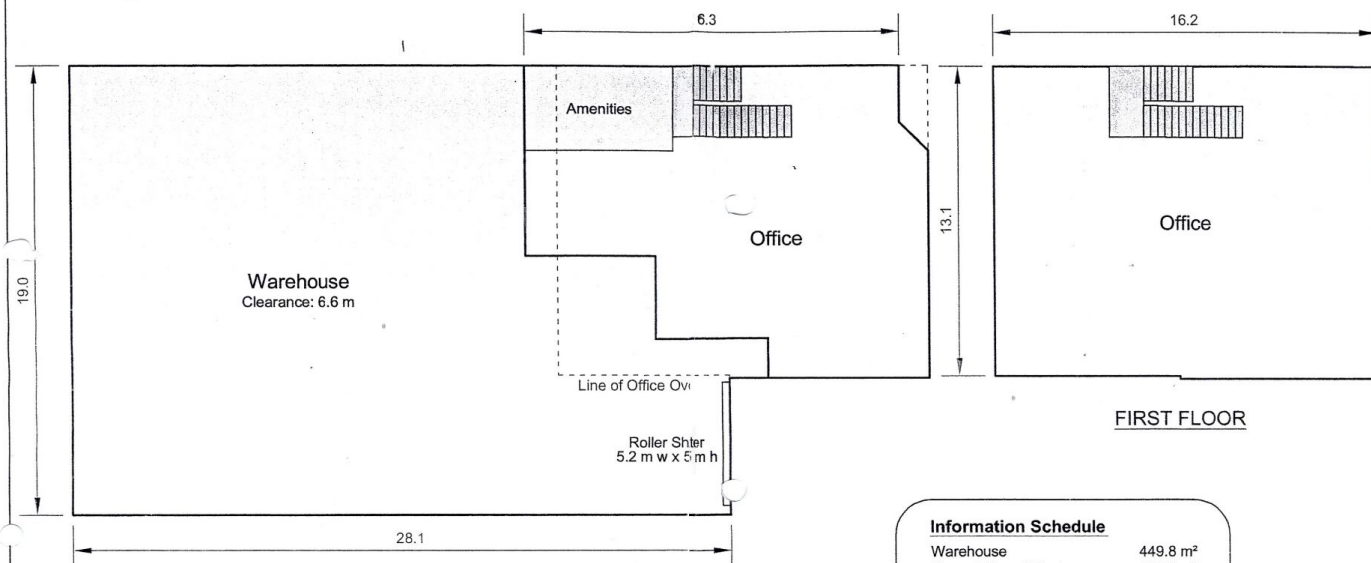 6.3
16.2
Amenities
Office
13.1
Office
19.0
Warehouse
Clearance: 6.6 m
Line of Office Ov
FIRST FLOOR
Roller Shter
5.2 m w x 5 m h
28.1
Information Schedule
Warehouse 449.8 m²